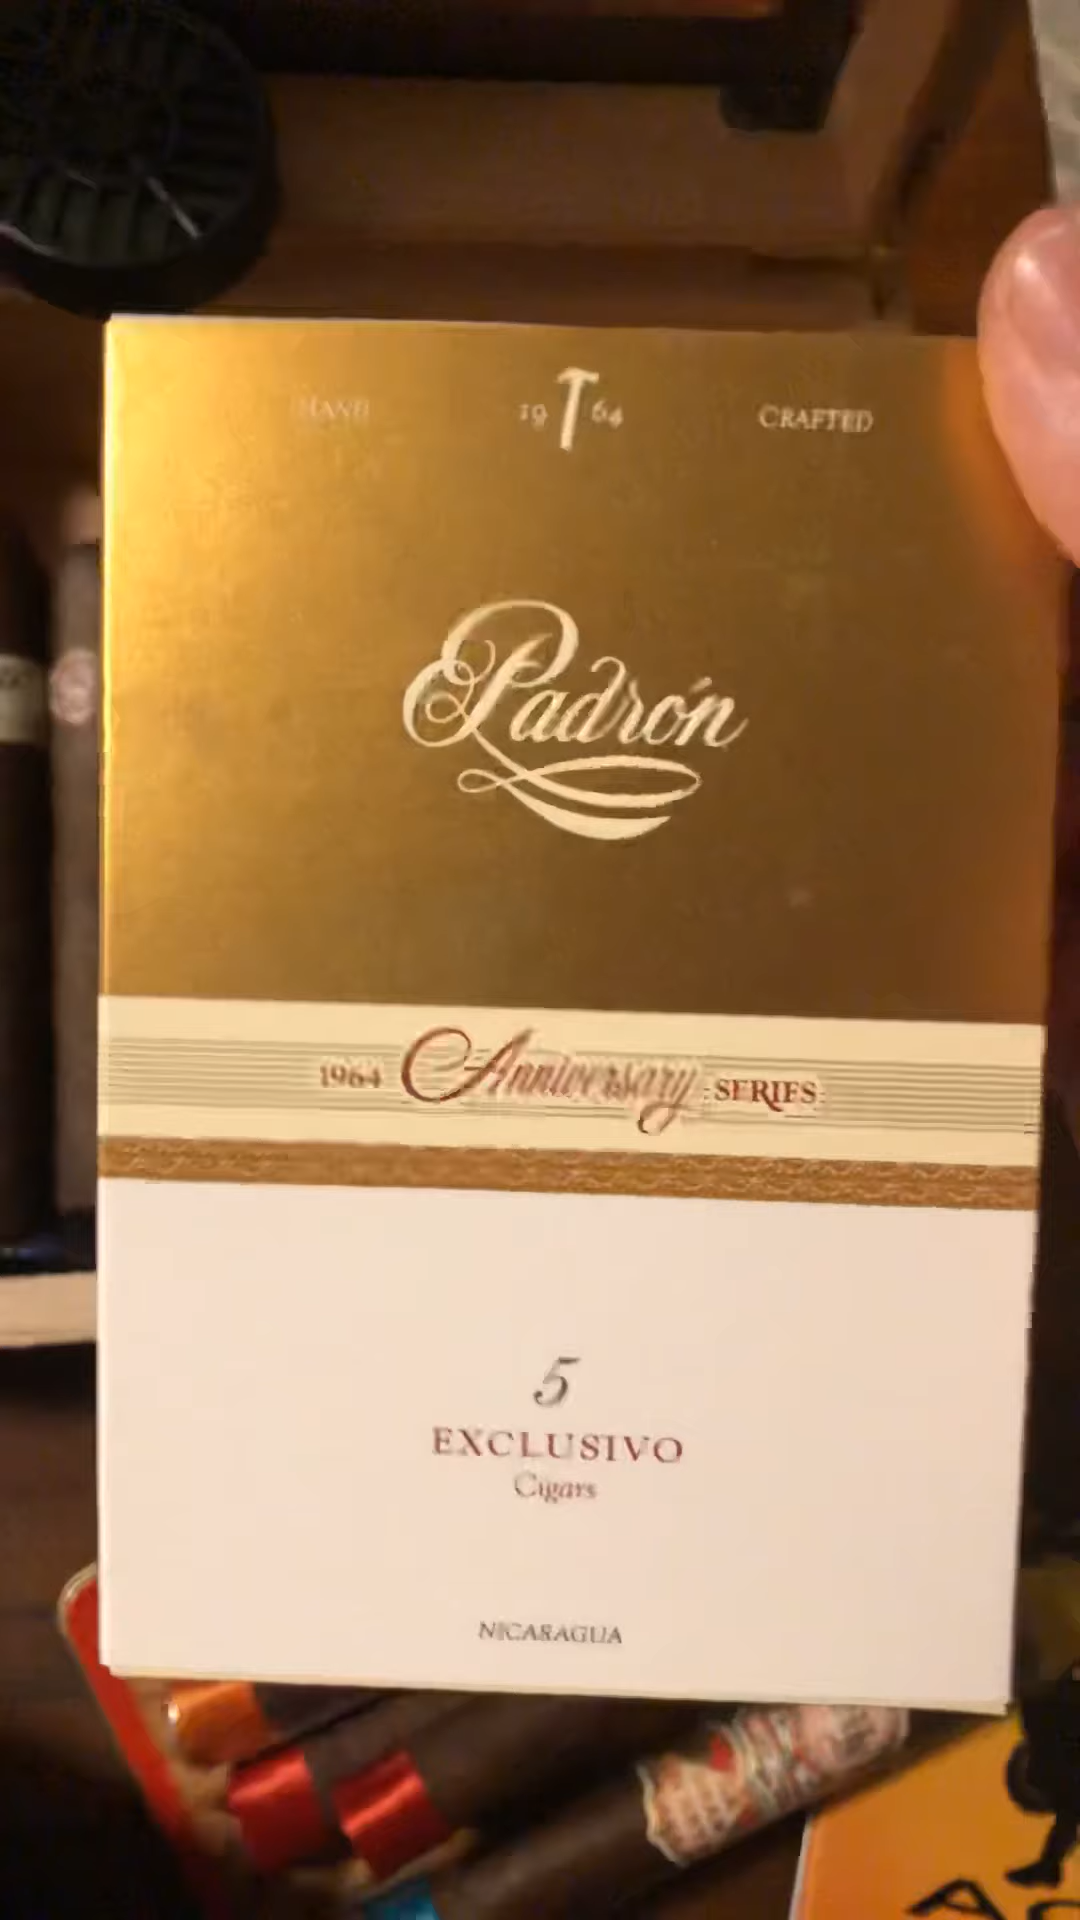 HAND 19 64 CRAFTED
Padrón
1964 Anniversary SERIES
5
EXCLUSIVO
Cigars
NICARAGUA